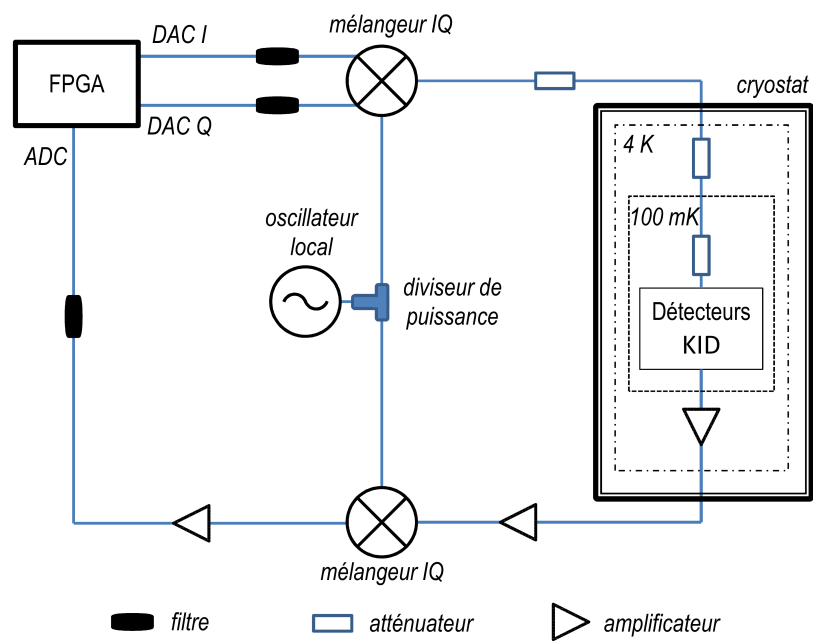 mélangeur IQ
DAC I
FPGA
DAC Q
ADC
cryostat
4 K
100 mK
oscillateur
local
diviseur de
puissance
Détecteurs
KID
mélangeur IQ
filtre
atténuateur
amplificateur